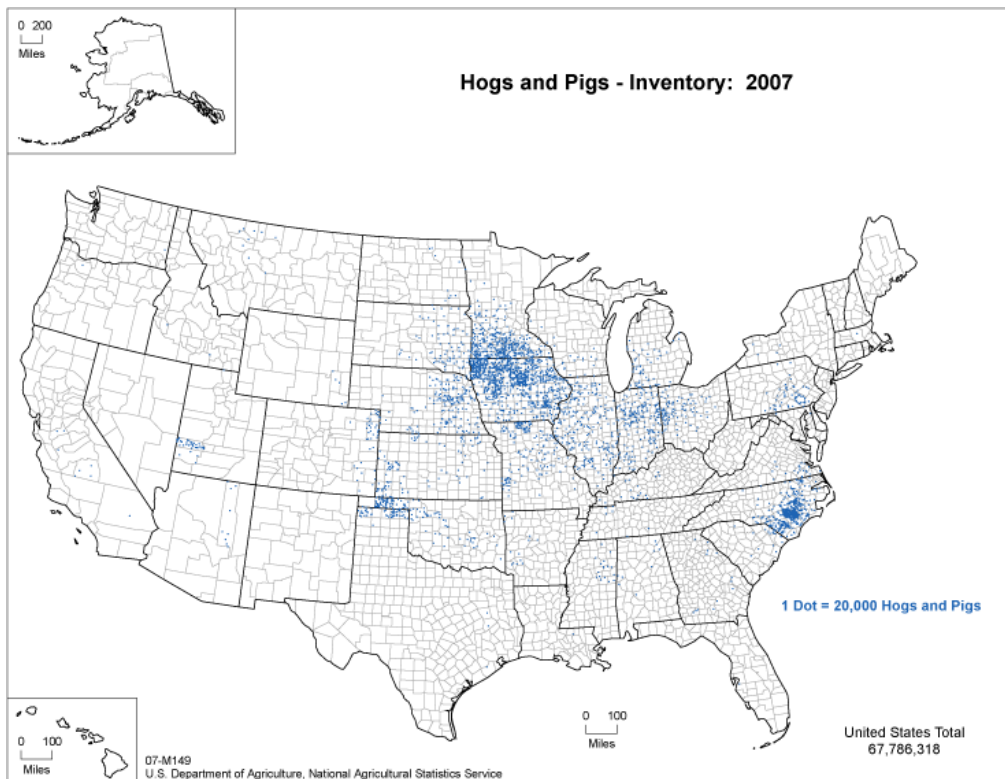 0 200
Miles
Hogs and Pigs - Inventory: 2007
1 Dot = 20,000 Hogs and Pigs
0 100
Miles
0 100
Miles
United States Total
67,786,318
07-M149
U.S. Department of Agriculture, National Agricultural Statistics Service